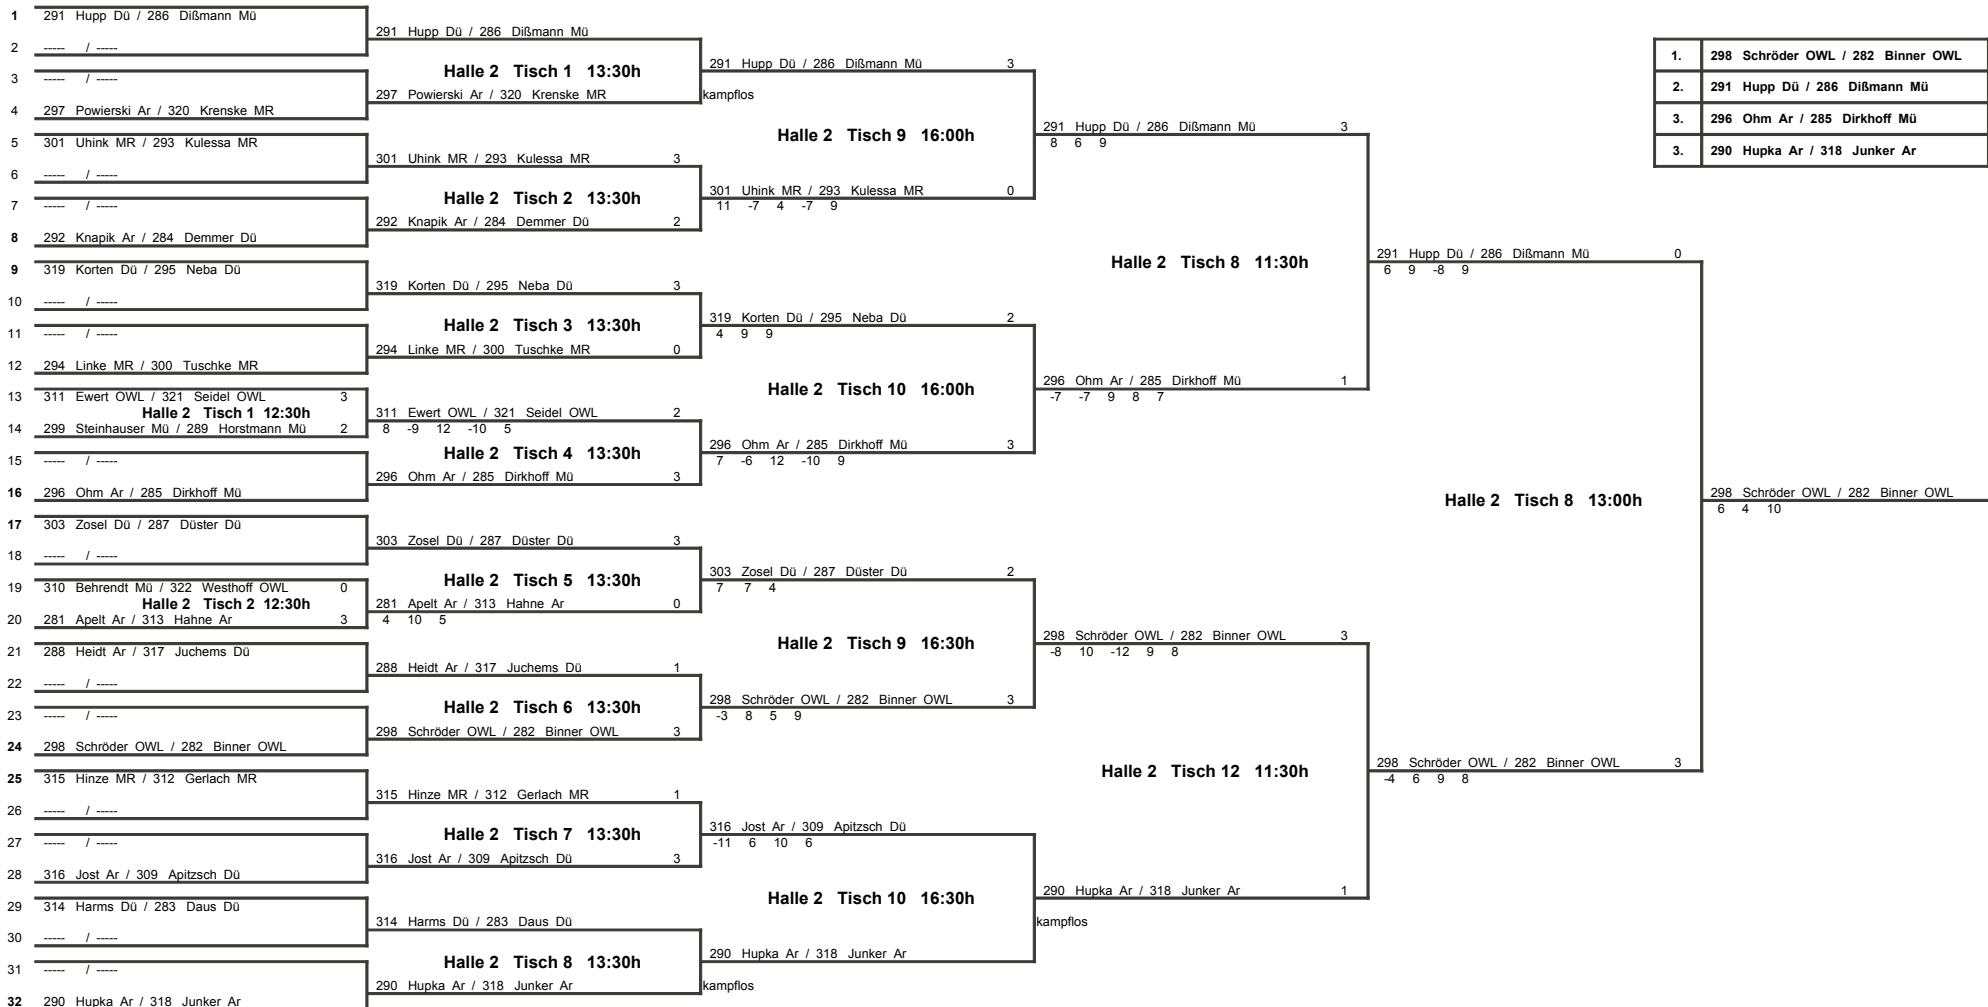 1 291 Hupp Dü / 286 Dißmann Mü
2 ----- / -----
3 ----- / -----
4 297 Powierski Ar / 320 Krenske MR
5 301 Uhink MR / 293 Kulessa MR
6 ----- / -----
7 ----- / -----
8 292 Knapik Ar / 284 Demmer Dü
9 319 Korten Dü / 295 Neba Dü
10 ----- / -----
11 ----- / -----
12 294 Linke MR / 300 Tuschke MR
13 311 Ewert OWL / 321 Seidel OWL 3
Halle 2 Tisch 1 12:30h
14 299 Steinhauser Mü / 289 Horstmann Mü 2
15 ----- / -----
16 296 Ohm Ar / 285 Dirkhoff Mü
17 303 Zosel Dü / 287 Düster Dü
18 ----- / -----
19 310 Behrendt Mü / 322 Westhoff OWL 0
Halle 2 Tisch 2 12:30h
20 281 Apelt Ar / 313 Hahne Ar 3
21 288 Heidt Ar / 317 Juchems Dü
22 ----- / -----
23 ----- / -----
24 298 Schröder OWL / 282 Binner OWL
25 315 Hinze MR / 312 Gerlach MR
26 ----- / -----
27 ----- / -----
28 316 Jost Ar / 309 Apitzsch Dü
29 314 Harms Dü / 283 Daus Dü
30 ----- / -----
31 ----- / -----
32 290 Hupka Ar / 318 Junker Ar
291 Hupp Dü / 286 Dißmann Mü
Halle 2 Tisch 1 13:30h
297 Powierski Ar / 320 Krenske MR
301 Uhink MR / 293 Kulessa MR 3
Halle 2 Tisch 2 13:30h
292 Knapik Ar / 284 Demmer Dü 2
319 Korten Dü / 295 Neba Dü 3
Halle 2 Tisch 3 13:30h
294 Linke MR / 300 Tuschke MR 0
311 Ewert OWL / 321 Seidel OWL 2
8 -9 12 -10 5
Halle 2 Tisch 4 13:30h
296 Ohm Ar / 285 Dirkhoff Mü 3
303 Zosel Dü / 287 Düster Dü 3
Halle 2 Tisch 5 13:30h
281 Apelt Ar / 313 Hahne Ar 0
4 10 5
288 Heidt Ar / 317 Juchems Dü 1
Halle 2 Tisch 6 13:30h
298 Schröder OWL / 282 Binner OWL 3
315 Hinze MR / 312 Gerlach MR 1
Halle 2 Tisch 7 13:30h
316 Jost Ar / 309 Apitzsch Dü 3
314 Harms Dü / 283 Daus Dü
Halle 2 Tisch 8 13:30h
290 Hupka Ar / 318 Junker Ar
291 Hupp Dü / 286 Dißmann Mü 3
kampflos
Halle 2 Tisch 9 16:00h
301 Uhink MR / 293 Kulessa MR 0
11 -7 4 -7 9
319 Korten Dü / 295 Neba Dü 2
4 9 9
Halle 2 Tisch 10 16:00h
296 Ohm Ar / 285 Dirkhoff Mü 3
7 -6 12 -10 9
303 Zosel Dü / 287 Düster Dü 2
7 7 4
Halle 2 Tisch 9 16:30h
298 Schröder OWL / 282 Binner OWL 3
-3 8 5 9
316 Jost Ar / 309 Apitzsch Dü
-11 6 10 6
Halle 2 Tisch 10 16:30h
290 Hupka Ar / 318 Junker Ar
kampflos
291 Hupp Dü / 286 Dißmann Mü 3
8 6 9
Halle 2 Tisch 8 11:30h
296 Ohm Ar / 285 Dirkhoff Mü 1
-7 -7 9 8 7
298 Schröder OWL / 282 Binner OWL 3
-8 10 -12 9 8
Halle 2 Tisch 12 11:30h
290 Hupka Ar / 318 Junker Ar 1
kampflos
291 Hupp Dü / 286 Dißmann Mü 0
6 9 -8 9
Halle 2 Tisch 8 13:00h
298 Schröder OWL / 282 Binner OWL 3
-4 6 9 8
298 Schröder OWL / 282 Binner OWL
6 4 10
1. 298 Schröder OWL / 282 Binner OWL
2. 291 Hupp Dü / 286 Dißmann Mü
3. 296 Ohm Ar / 285 Dirkhoff Mü
3. 290 Hupka Ar / 318 Junker Ar